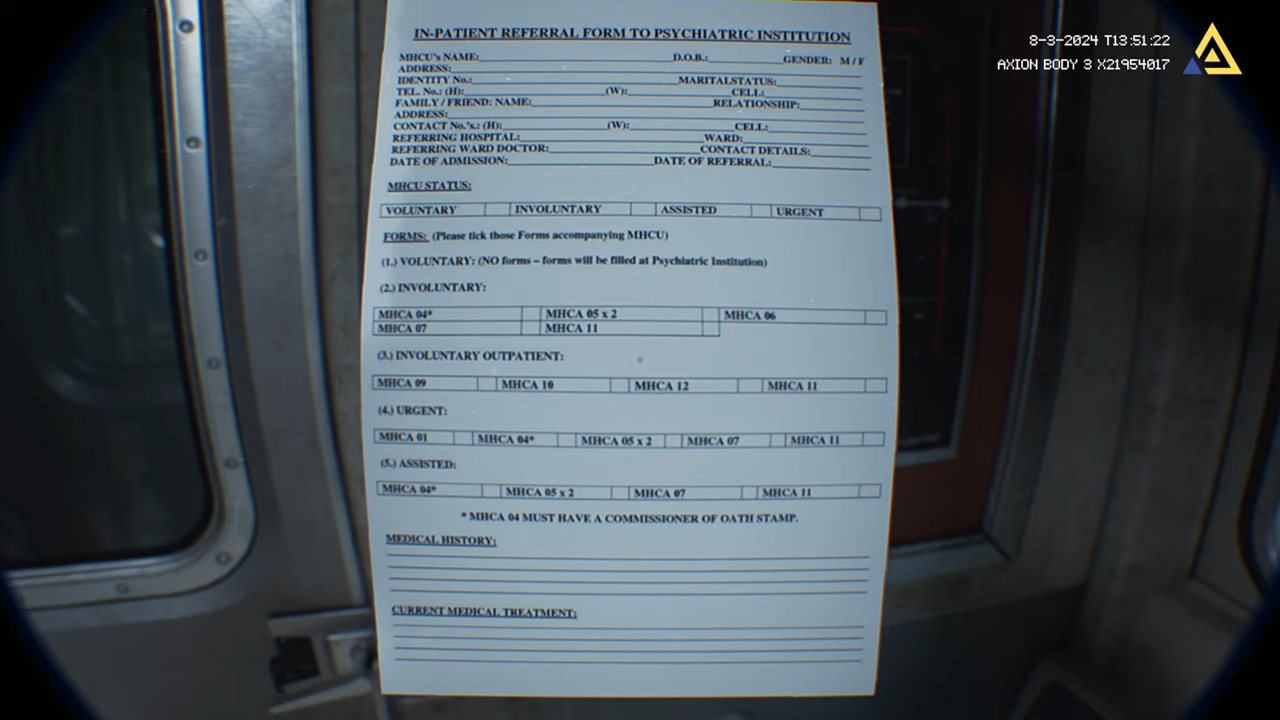 8-3-2024 T13:51:22
AXION BODY 3 X21954017
IN-PATIENT REFERRAL FORM TO PSYCHIATRIC INSTITUTION
MHCU's NAME: D.O.B.: GENDER: M / F
ADDRESS:
IDENTITY No.: MARITALSTATUS:
TEL. No.: (H): (W): CELL:
FAMILY / FRIEND: NAME: RELATIONSHIP:
ADDRESS:
CONTACT No.'s.: (H): (W): CELL:
REFERRING HOSPITAL: WARD:
REFERRING WARD DOCTOR: CONTACT DETAILS:
DATE OF ADMISSION: DATE OF REFERRAL:
MHCU STATUS:
VOLUNTARY INVOLUNTARY ASSISTED URGENT
FORMS: (Please tick those Forms accompanying MHCU)
(1.) VOLUNTARY: (NO forms – forms will be filled at Psychiatric Institution)
(2.) INVOLUNTARY:
MHCA 04* MHCA 05 x 2 MHCA 06
MHCA 07 MHCA 11
(3.) INVOLUNTARY OUTPATIENT:
MHCA 09 MHCA 10 MHCA 12 MHCA 11
(4.) URGENT:
MHCA 01 MHCA 04* MHCA 05 x 2 MHCA 07 MHCA 11
(5.) ASSISTED:
MHCA 04* MHCA 05 x 2 MHCA 07 MHCA 11
* MHCA 04 MUST HAVE A COMMISSIONER OF OATH STAMP.
MEDICAL HISTORY:
CURRENT MEDICAL TREATMENT: